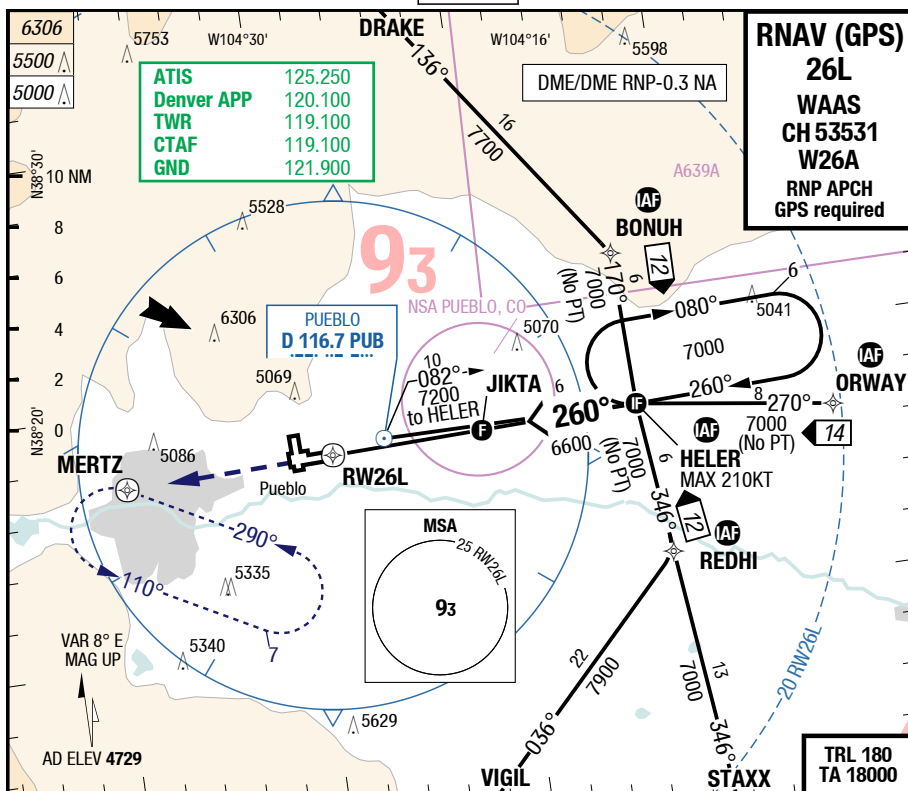 6306
5500
5000
5753
W104°30'
DRAKE
W104°16'
5598
RNAV (GPS)
26L
WAAS
CH 53531
W26A
RNP APCH
GPS required
ATIS 125.250
Denver APP 120.100
TWR 119.100
CTAF 119.100
GND 121.900
DME/DME RNP-0.3 NA
136°
16
7700
A639A
N38°30'
10 NM
8
6
4
2
0
N38°20'
5528
IAF
BONUH
93
12
170°
6
7000
(No PT)
6
NSA PUEBLO, CO
080°
5041
6306
PUEBLO
D 116.7 PUB
5070
7000
IAF
ORWAY
5069
10
082°
7200
to HELER
JIKTA
6
260°
260°
IF
8
270°
7000
(No PT)
14
F
6600
5086
MERTZ
RW26L
Pueblo
7000
(No PT)
6
346°
IAF
HELER
MAX 210KT
12
IAF
REDHI
290°
110°
5335
7
MSA
25 RW26L
93
VAR 8° E
MAG UP
5340
5629
22
7900
036°
13
7000
346°
20 RW26L
AD ELEV 4729
VIGIL
STAXX
TRL 180
TA 18000